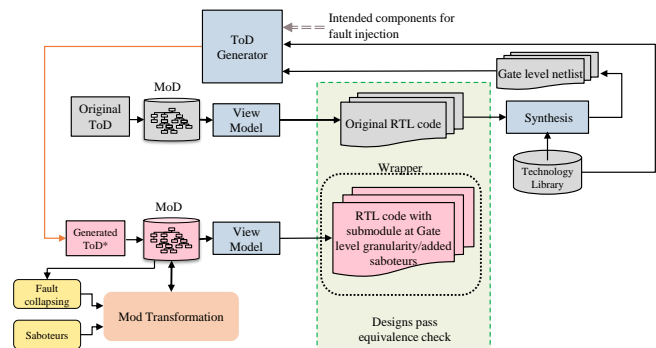 Intended components for
fault injection
ToD
Generator
Gate level netlist
MoD
Original
ToD
View
Model
Original RTL code
Synthesis
Technology
Library
Wrapper
MoD
Generated
ToD*
View
Model
RTL code with
submodule at Gate
level granularity/added
saboteurs
Fault
collapsing
Mod Transformation
Saboteurs
Designs pass
equivalence check